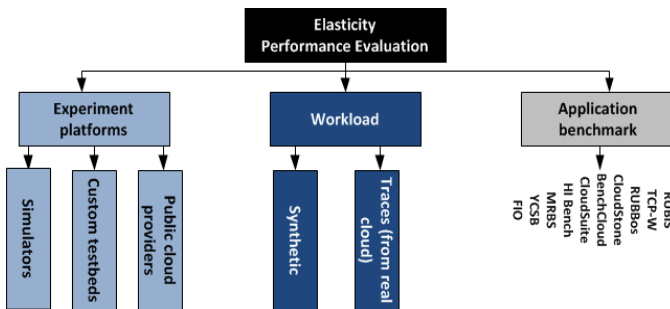 Elasticity
Performance Evaluation
Experiment
platforms
Workload
Application
benchmark
Simulators
Custom testbeds
Public cloud
providers
Synthetic
Traces (from real
cloud)
RUBIS
TCP-W
RUBBos
CloudStone
BenchCloud
CloudSuite
HI Bench
MRBS
YCSB
FIO